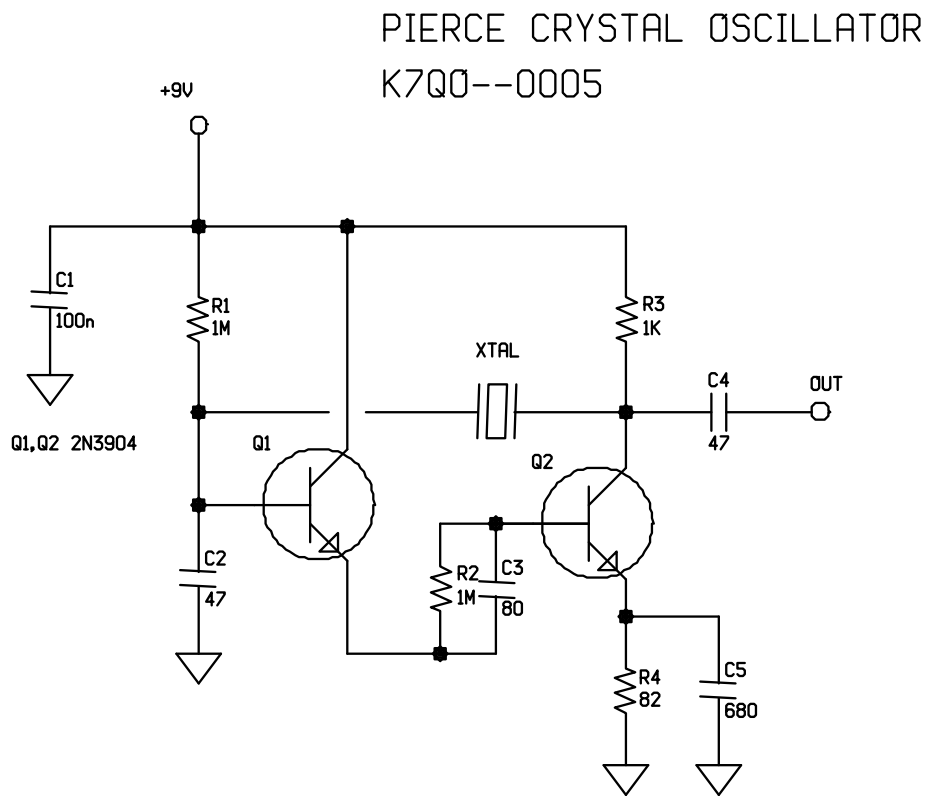 PIERCE CRYSTAL OSCILLATOR
K7QO--0005
+9V
C1
100n
R1
1M
R3
1K
XTAL
C4
47
OUT
Q1,Q2 2N3904
Q1
Q2
C2
47
R2
1M
C3
80
R4
82
C5
680